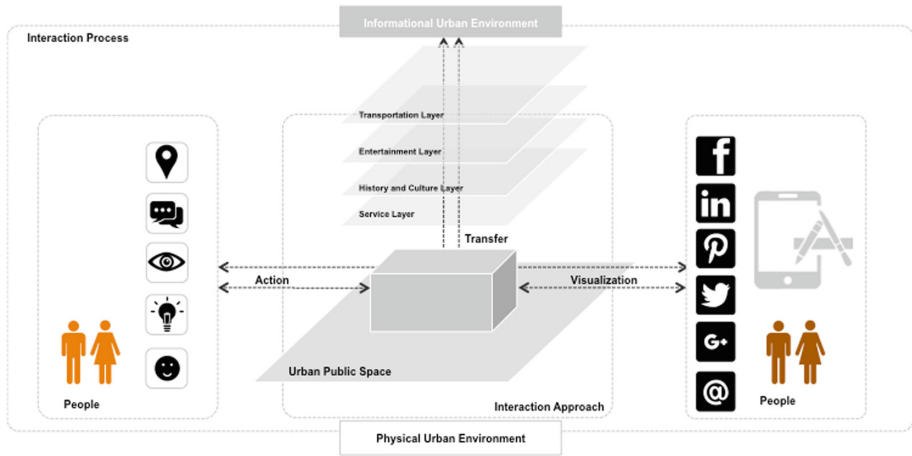 Informational Urban Environment
Interaction Process
Transportation Layer
Entertainment Layer
History and Culture Layer
Service Layer
Transfer
Action
Visualization
Urban Public Space
People
Interaction Approach
People
Physical Urban Environment
f
in
G+
@